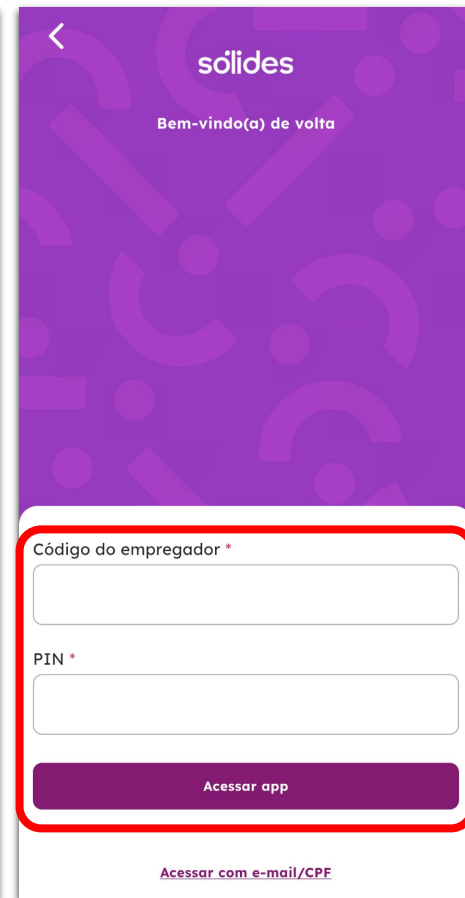 sólides
Bem-vindo(a) de volta
Código do empregador *
PIN *
Acessar app
Acessar com e-mail/CPF